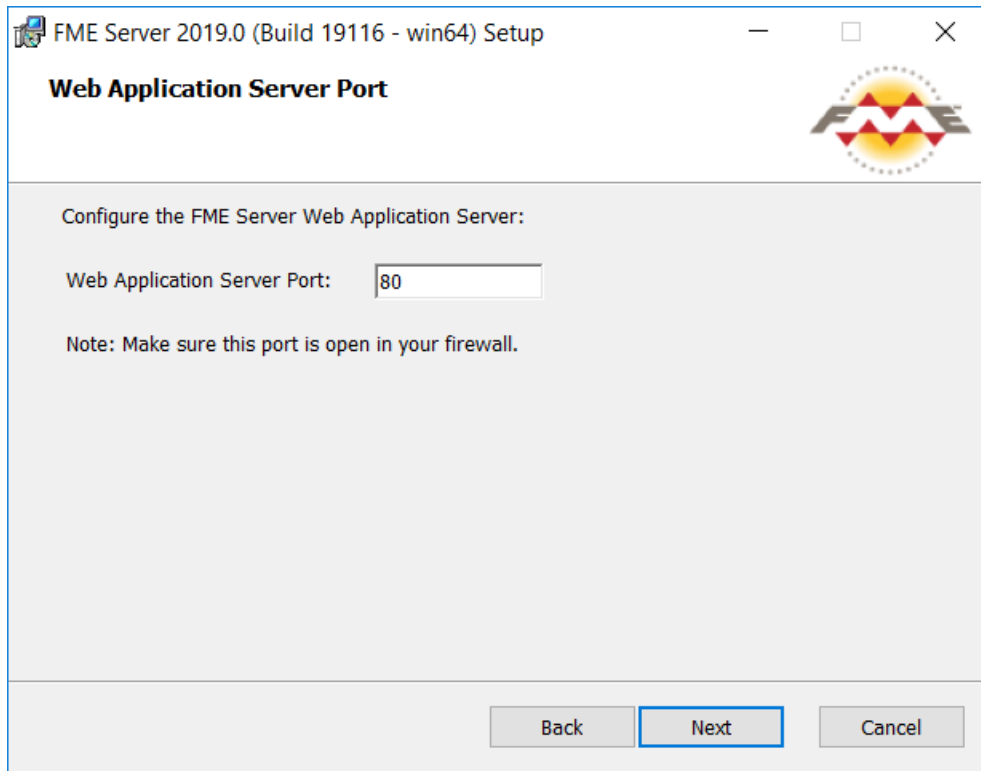 FME Server 2019.0 (Build 19116 - win64) Setup
Web Application Server Port
FME
Configure the FME Server Web Application Server:
Web Application Server Port: 80
Note: Make sure this port is open in your firewall.
Back Next Cancel